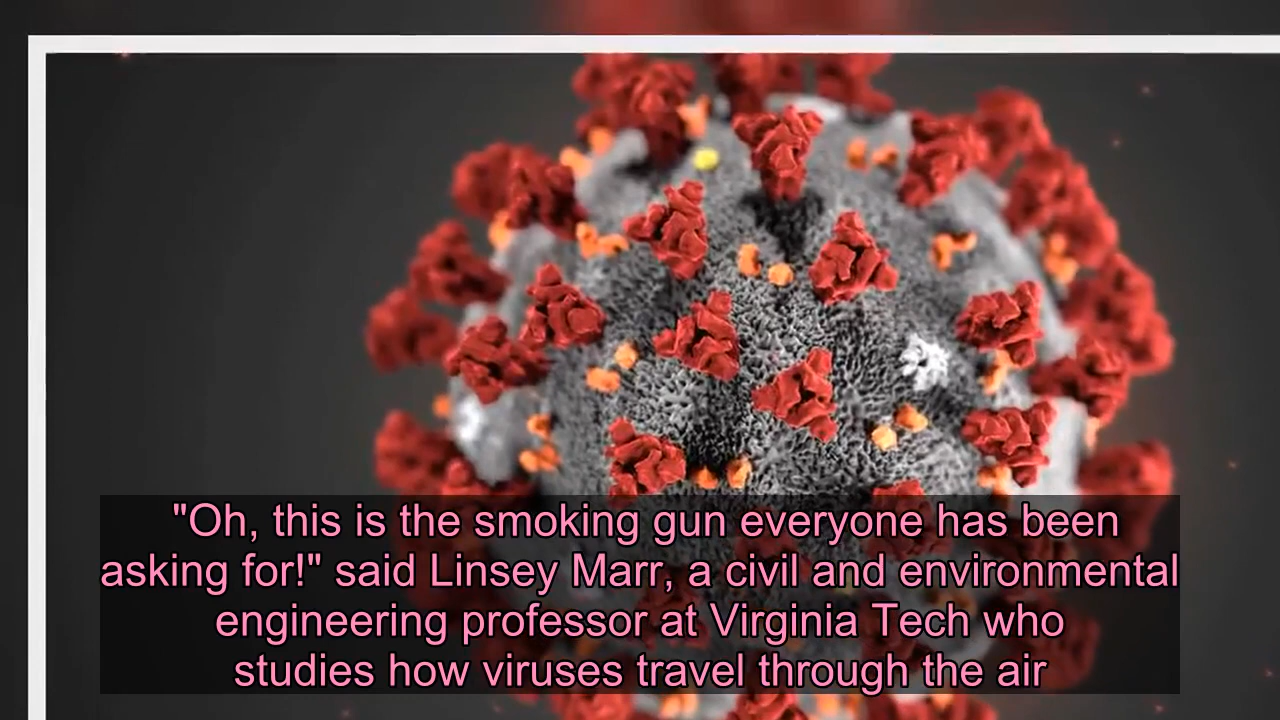 "Oh, this is the smoking gun everyone has been
asking for!" said Linsey Marr, a civil and environmental
engineering professor at Virginia Tech who
studies how viruses travel through the air